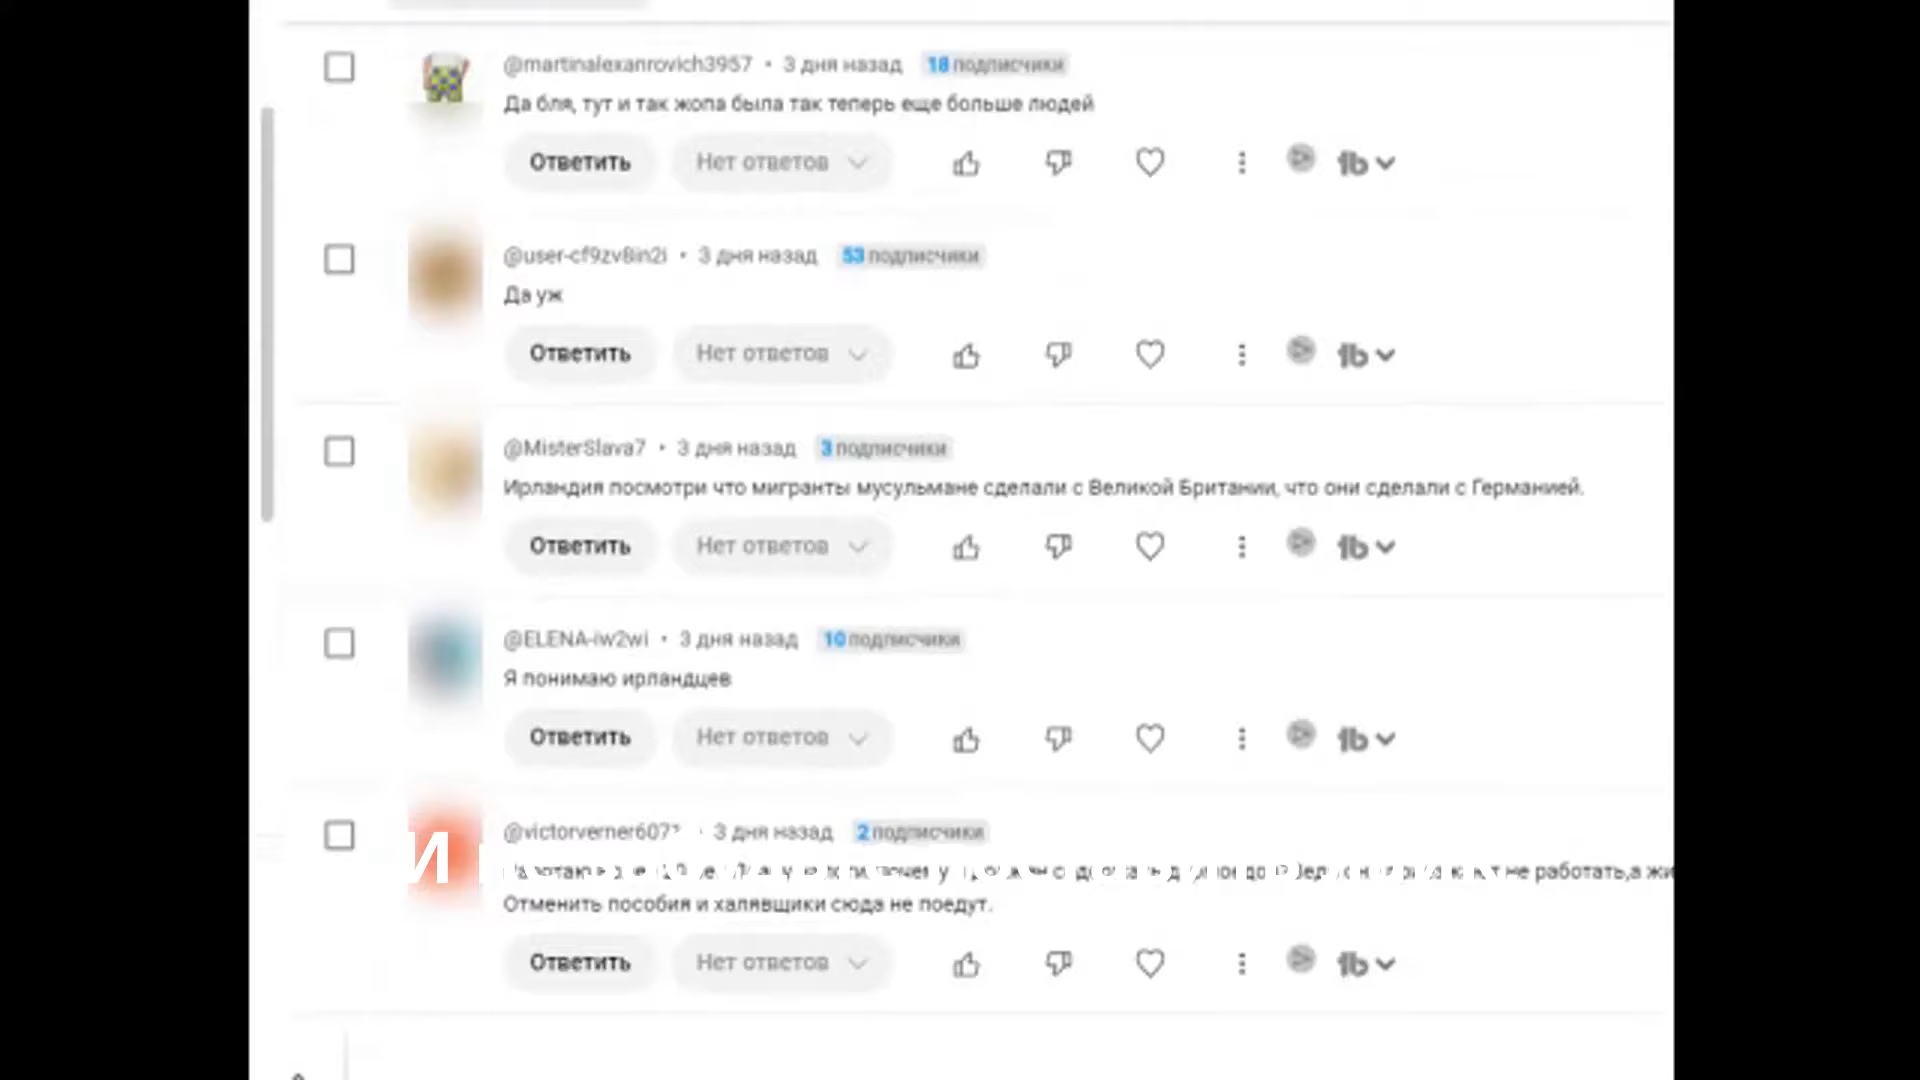 @martinalexanrovich3957 • 3 дня назад 18 подписчики
Да бля, тут и так жопа была так теперь еще больше людей
Ответить Нет ответов
@user-cf9zv8in2i • 3 дня назад 53 подписчики
Да уж
Ответить Нет ответов
@MisterSlava7 • 3 дня назад 3 подписчики
Ирландия посмотри что мигранты мусульмане сделали с Великой Британии, что они сделали с Германией.
Ответить Нет ответов
@ELENA-iw2wi • 3 дня назад 10 подписчики
Я понимаю ирландцев
Ответить Нет ответов
3 дня назад 2 подписчики
И не работать,а
Отменить пособия и халявщики сюда не поедут.
Ответить Нет ответов